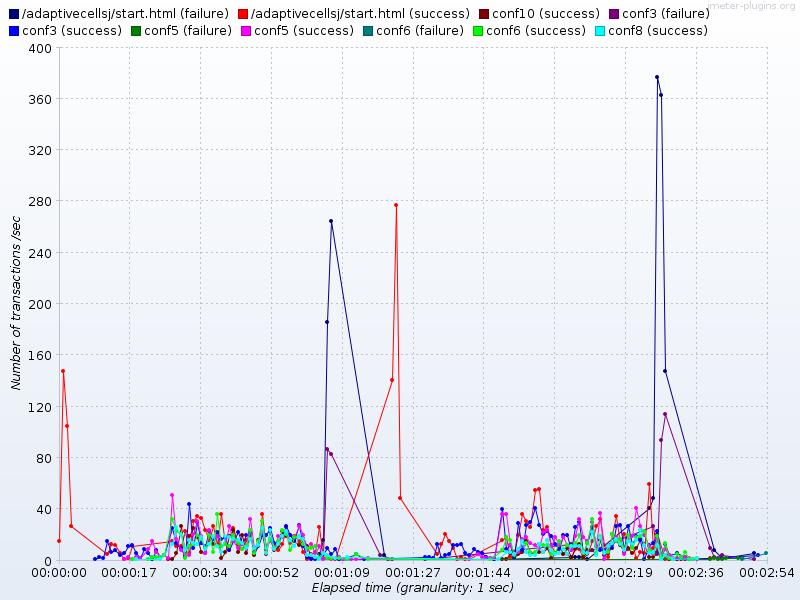 /adaptivecellsj/start.html (failure) /adaptivecellsj/start.html (success) conf10 (success) conf3 (failure)
jmeter-plugins.org
conf3 (success) conf5 (failure) conf5 (success) conf6 (failure) conf6 (success) conf8 (success)
400
360
320
280
240
200
160
120
80
40
0
Number of transactions /sec
00:00:00 00:00:17 00:00:34 00:00:52 00:01:09 00:01:27 00:01:44 00:02:01 00:02:19 00:02:36 00:02:54
Elapsed time (granularity: 1 sec)